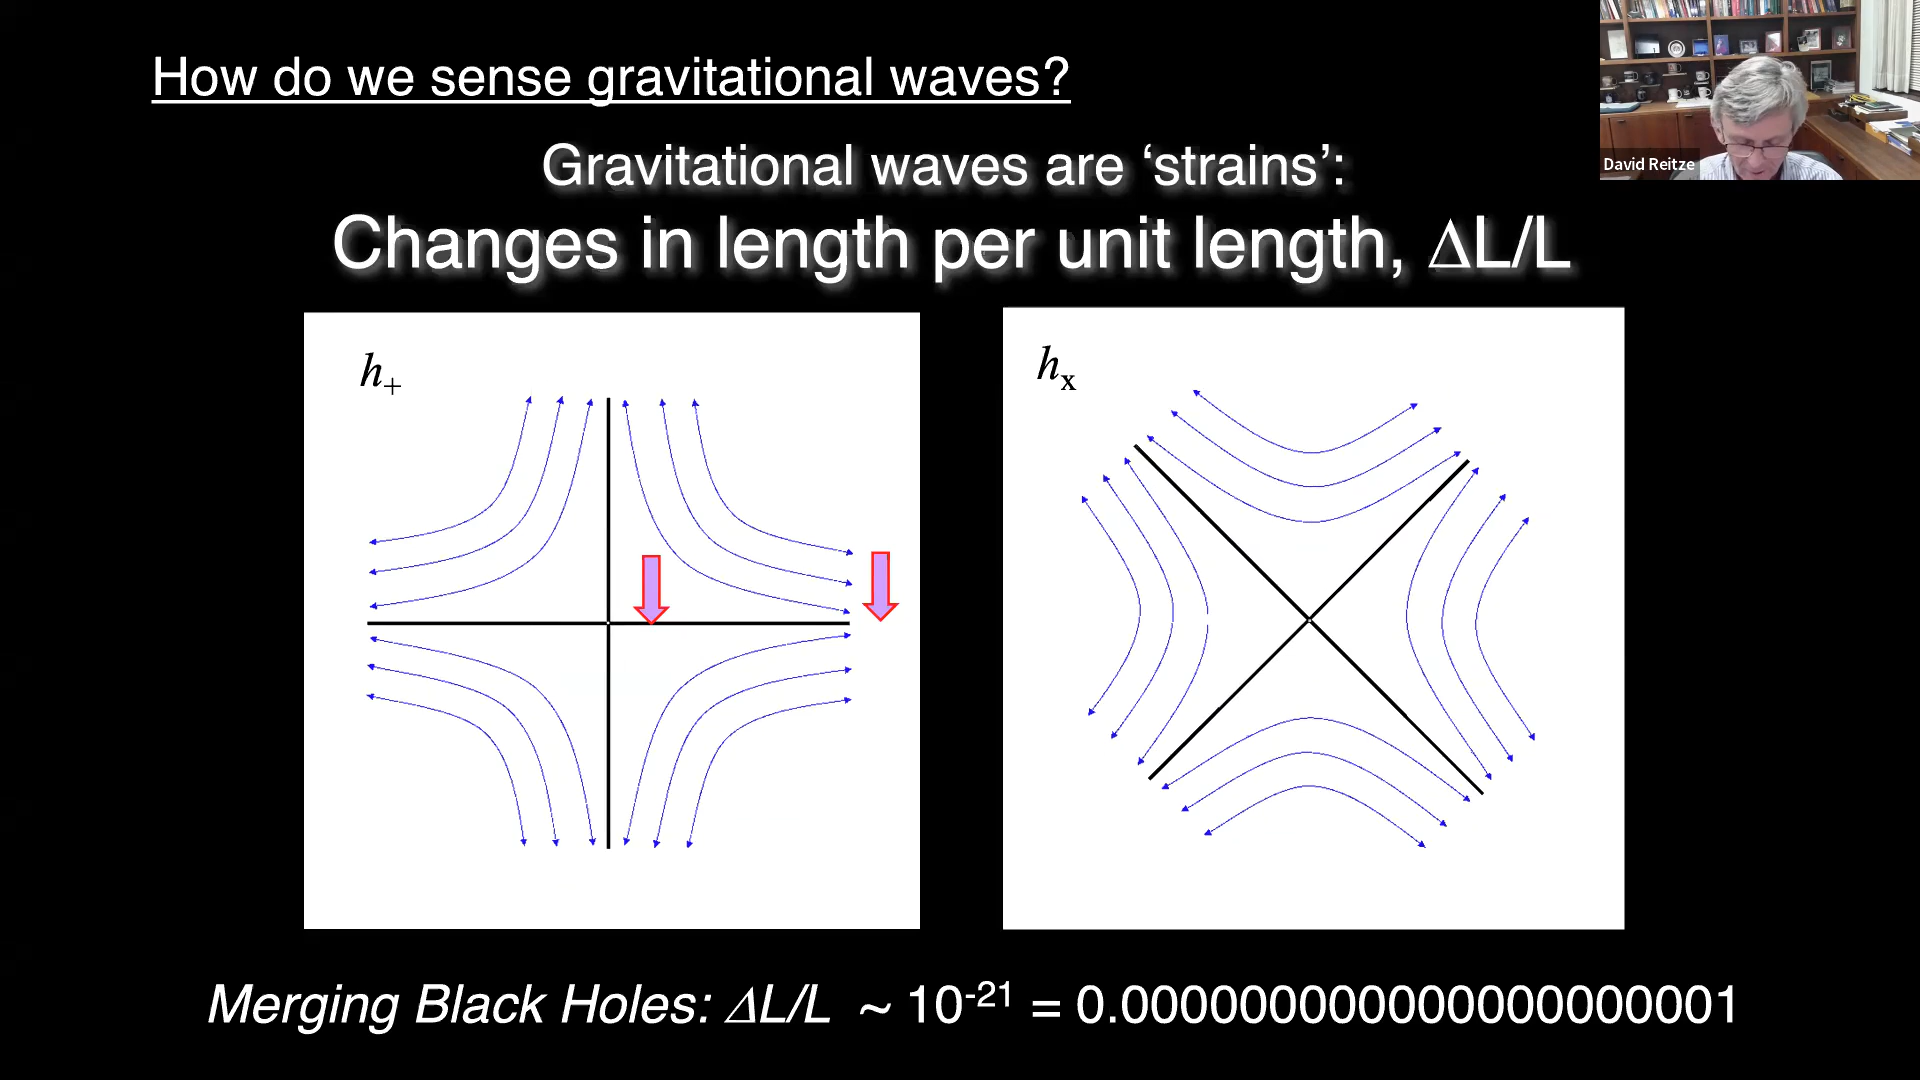 How do we sense gravitational waves?
David Reitze
Gravitational waves are ‘strains’:
Changes in length per unit length, ΔL/L
h₊
hₓ
Merging Black Holes: ΔL/L ~ 10⁻²¹ = 0.000000000000000000001